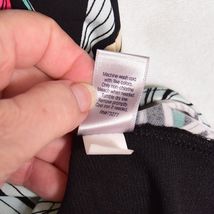 Machine wash cold
with like colors.
Only non chlorine
bleach when needed.
Tumble dry low.
Remove promptly.
Cool iron if needed.